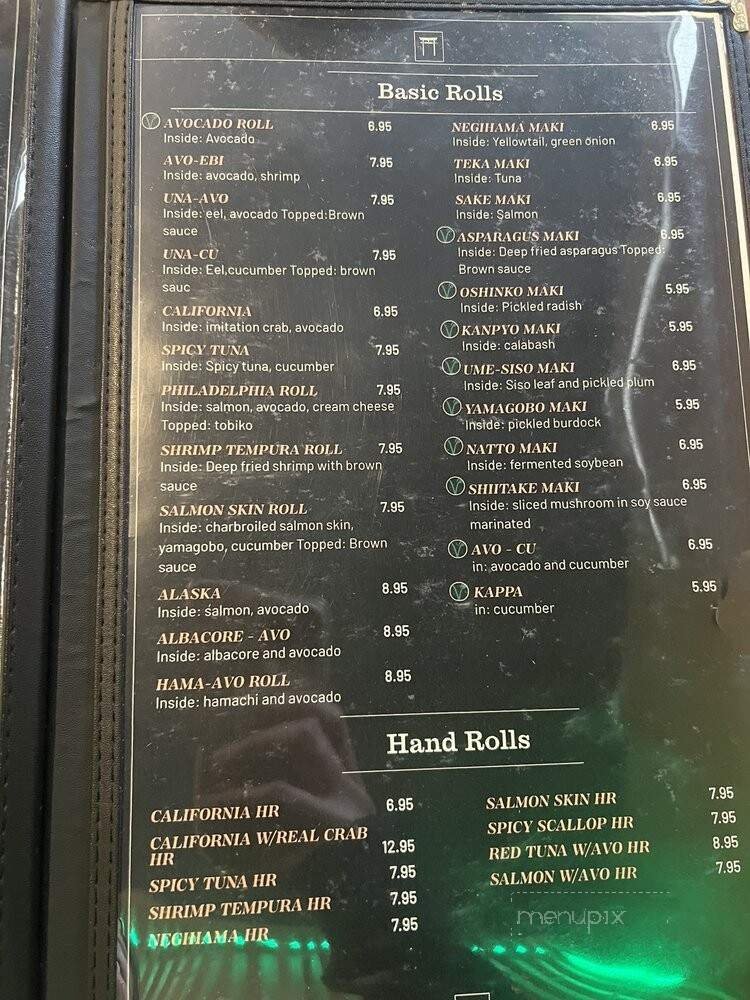 Basic Rolls
V AVOCADO ROLL 6.95
Inside: Avocado
AVO-EBI 7.95
Inside: avocado, shrimp
UNA-AVO 7.95
Inside: eel, avocado Topped:Brown
sauce
UNA-CU 7.95
Inside: Eel,cucumber Topped: brown
sauc
CALIFORNIA 6.95
Inside: imitation crab, avocado
SPICY TUNA 7.95
Inside: Spicy tuna, cucumber
PHILADELPHIA ROLL 7.95
Inside: salmon, avocado, cream cheese
Topped: tobiko
SHRIMP TEMPURA ROLL 7.95
Inside: Deep fried shrimp with brown
sauce
SALMON SKIN ROLL 7.95
Inside: charbroiled salmon skin,
yamagobo, cucumber Topped: Brown
sauce
ALASKA 8.95
Inside: salmon, avocado
ALBACORE - AVO 8.95
Inside: albacore and avocado
HAMA-AVO ROLL 8.95
Inside: hamachi and avocado
NEGIHAMA MAKI 6.95
Inside: Yellowtail, green onion
TEKA MAKI 6.95
Inside: Tuna
SAKE MAKI 6.95
Inside: Salmon
V ASPARAGUS MAKI 6.95
Inside: Deep fried asparagus Topped:
Brown sauce
V OSHINKO MAKI 5.95
Inside: Pickled radish
V KANPYO MAKI 5.95
Inside: calabash
V UME-SISO MAKI 6.95
Inside: Siso leaf and pickled plum
V YAMAGOBO MAKI 5.95
Inside: pickled burdock
V NATTO MAKI 6.95
Inside: fermented soybean
V SHIITAKE MAKI 6.95
Inside: sliced mushroom in soy sauce
marinated
V AVO - CU 6.95
in: avocado and cucumber
V KAPPA 5.95
in: cucumber
Hand Rolls
CALIFORNIA HR 6.95
CALIFORNIA W/REAL CRAB
HR 12.95
SPICY TUNA HR 7.95
SHRIMP TEMPURA HR 7.95
NEGIHAMA HR 7.95
SALMON SKIN HR 7.95
SPICY SCALLOP HR 7.95
RED TUNA W/AVO HR 8.95
SALMON W/AVO HR 7.95
menupix